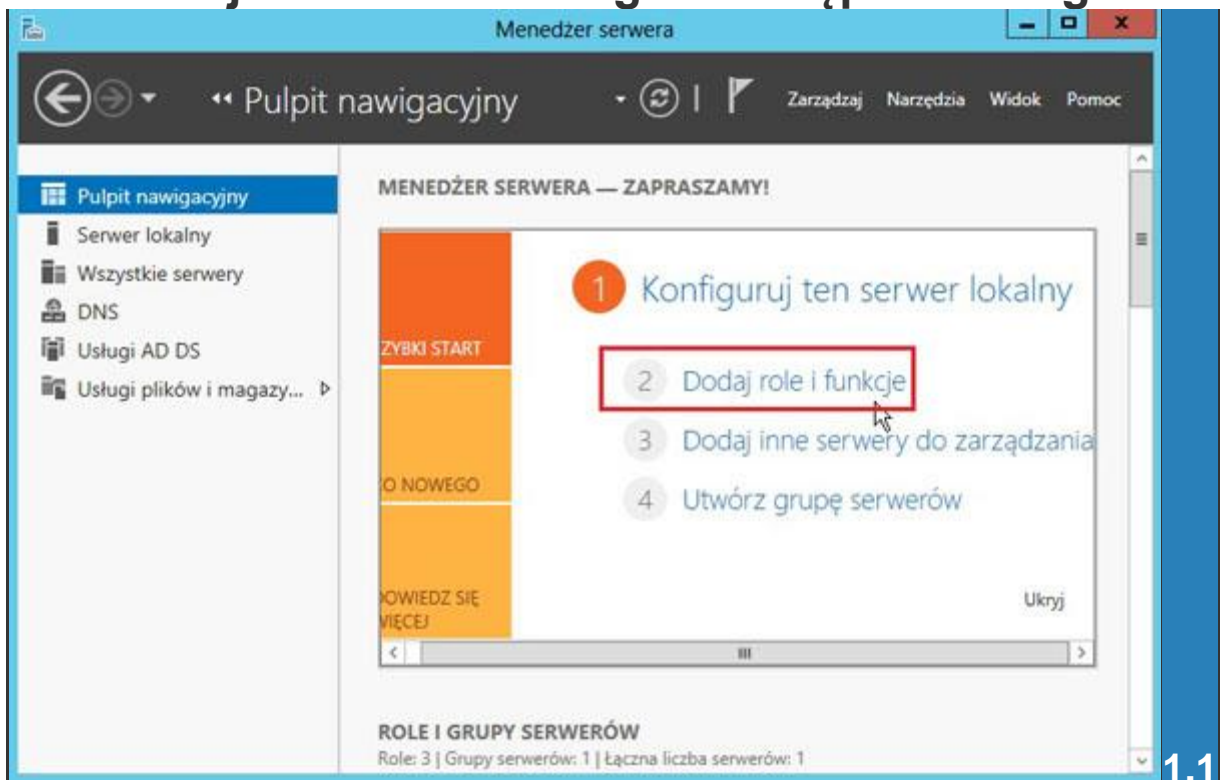 Menedżer serwera
Pulpit nawigacyjny
Zarządzaj Narzędzia Widok Pomoc
Pulpit nawigacyjny
Serwer lokalny
Wszystkie serwery
DNS
Usługi AD DS
Usługi plików i magazy...
MENEDŻER SERWERA — ZAPRASZAMY!
ZYBKI START
O NOWEGO
OWIEDZ SIĘ
WIĘCEJ
1 Konfiguruj ten serwer lokalny
2 Dodaj role i funkcje
3 Dodaj inne serwery do zarządzania
4 Utwórz grupę serwerów
Ukryj
ROLE I GRUPY SERWERÓW
Role: 3 | Grupy serwerów: 1 | Łączna liczba serwerów: 1
1.1